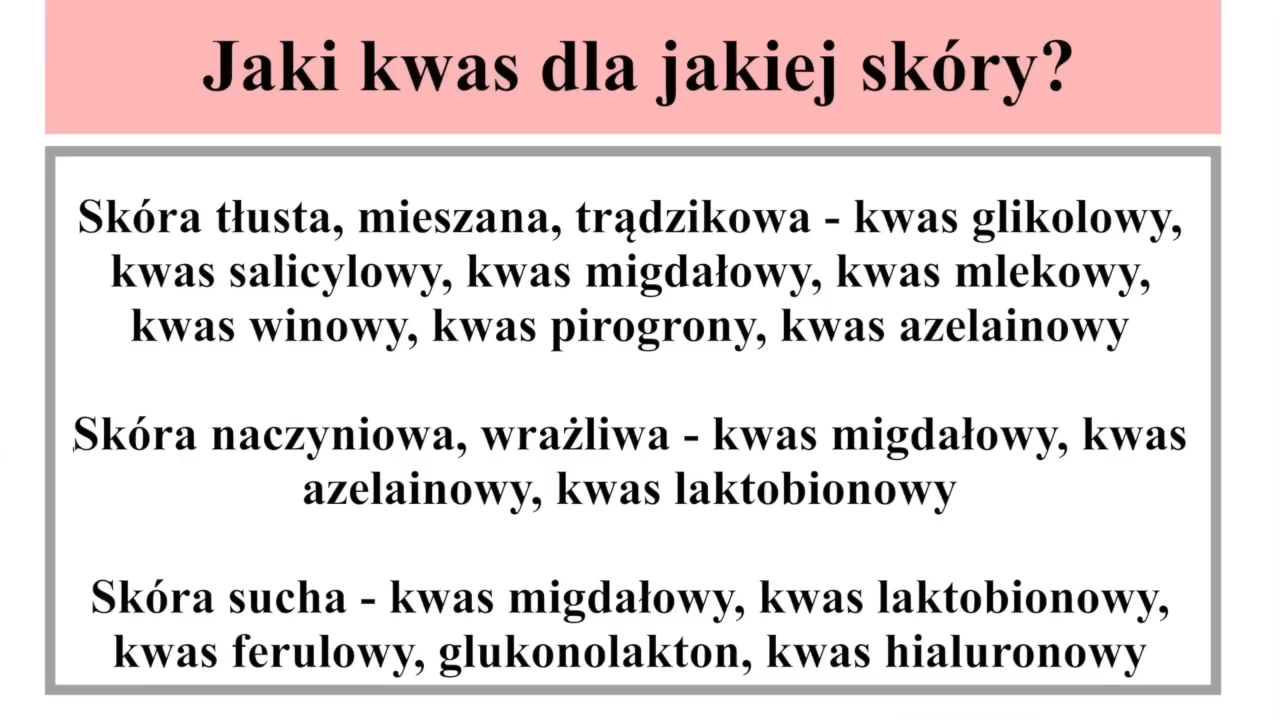 Jaki kwas dla jakiej skóry?
Skóra tłusta, mieszana, trądzikowa - kwas glikolowy,
kwas salicylowy, kwas migdałowy, kwas mlekowy,
kwas winowy, kwas pirogrony, kwas azelainowy
Skóra naczyniowa, wrażliwa - kwas migdałowy, kwas
azelainowy, kwas laktobionowy
Skóra sucha - kwas migdałowy, kwas laktobionowy,
kwas ferulowy, glukonolakton, kwas hialuronowy